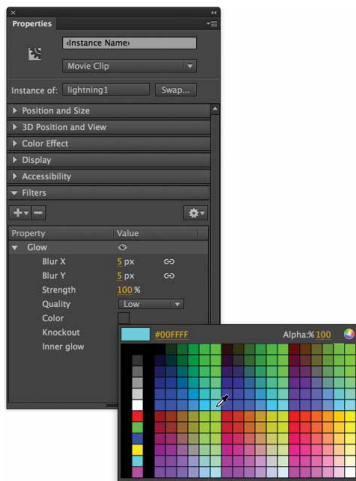 Properties
<Instance Name>
Movie Clip
Instance of: lightning1 Swap...
Position and Size
3D Position and View
Color Effect
Display
Accessibility
Filters
Property Value
Glow
Blur X 5 px
Blur Y 5 px
Strength 100 %
Quality Low
Color
Knockout
Inner glow
#00FFFF Alpha:% 100